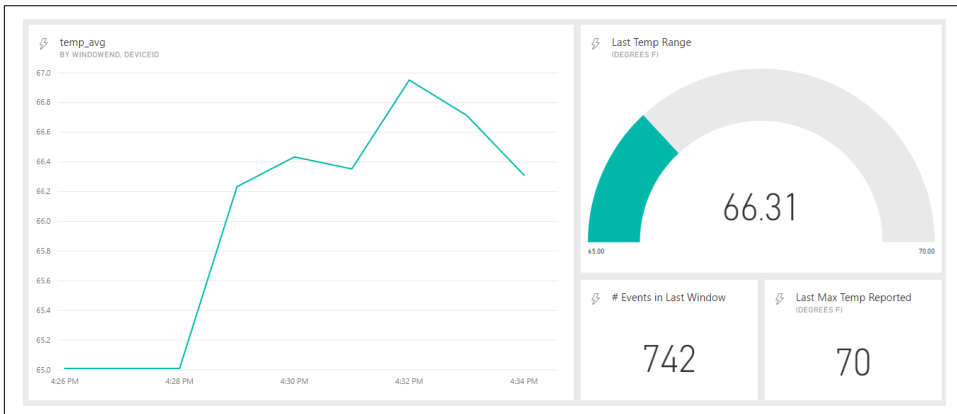 temp_avg
BY WINDOWEND, DEVICEID
67.0
66.8
66.6
66.4
66.2
66.0
65.8
65.6
65.4
65.2
65.0
4:26 PM 4:28 PM 4:30 PM 4:32 PM 4:34 PM
Last Temp Range
(DEGREES F)
66.31
65.00 70.00
# Events in Last Window
742
Last Max Temp Reported
(DEGREES F)
70